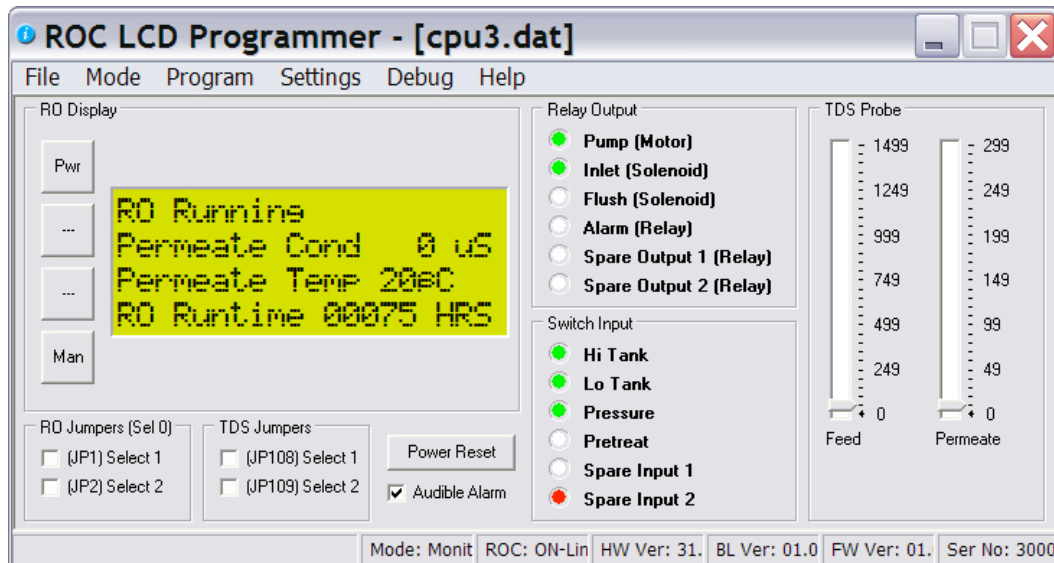 ROC LCD Programmer - [cpu3.dat]
File Mode Program Settings Debug Help
RO Display
Pwr
...
...
Man
RO Running
Permeate Cond 0 uS
Permeate Temp 20@C
RO Runtime 00075 HRS
RO Jumpers (Sel 0)
(JP1) Select 1
(JP2) Select 2
TDS Jumpers
(JP108) Select 1
(JP109) Select 2
Power Reset
Audible Alarm
Relay Output
Pump (Motor)
Inlet (Solenoid)
Flush (Solenoid)
Alarm (Relay)
Spare Output 1 (Relay)
Spare Output 2 (Relay)
Switch Input
Hi Tank
Lo Tank
Pressure
Pretreat
Spare Input 1
Spare Input 2
TDS Probe
1499
1249
999
749
499
249
0
Feed
299
249
199
149
99
49
0
Permeate
Mode: Monit ROC: ON-Lin HW Ver: 31. BL Ver: 01.0 FW Ver: 01. Ser No: 3000